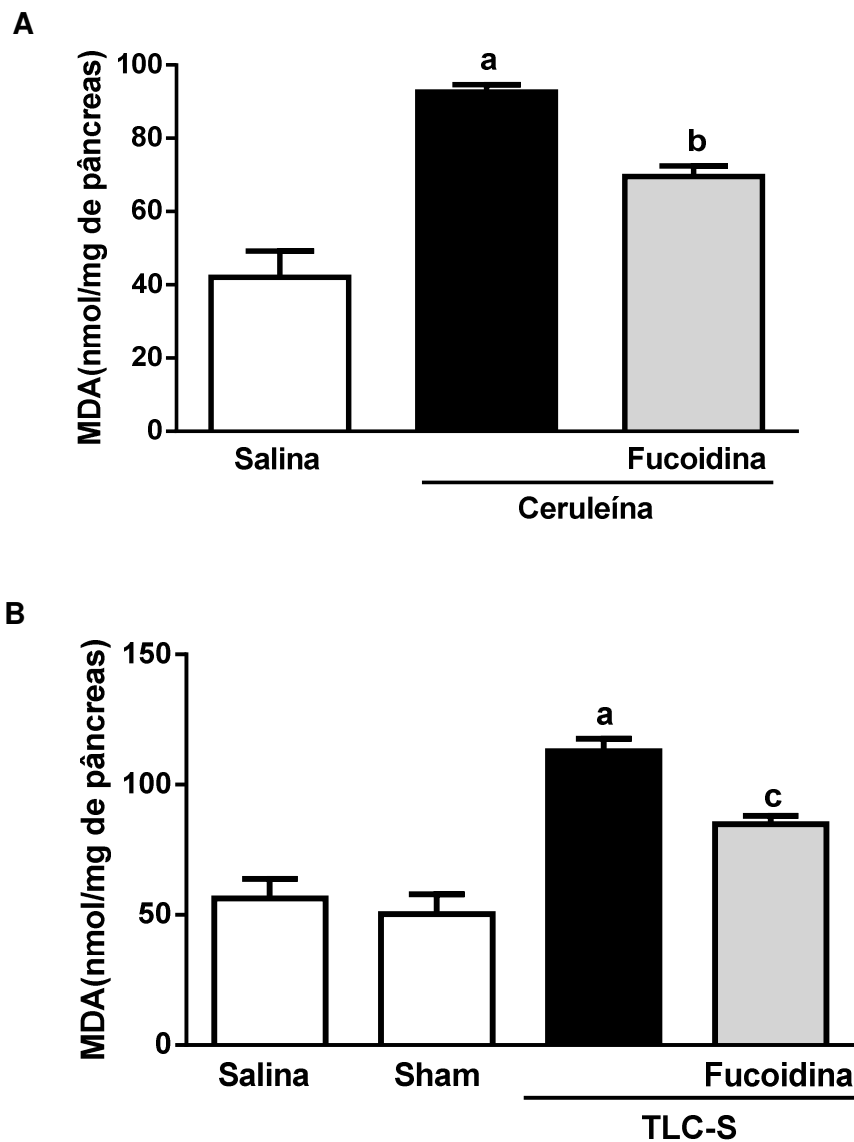 A
MDA(nmol/mg de pâncreas)
100
80
60
40
20
0
a
b
Salina
Fucoidina
Ceruleína
B
MDA(nmol/mg de pâncreas)
150
100
50
0
a
c
Salina
Sham
Fucoidina
TLC-S